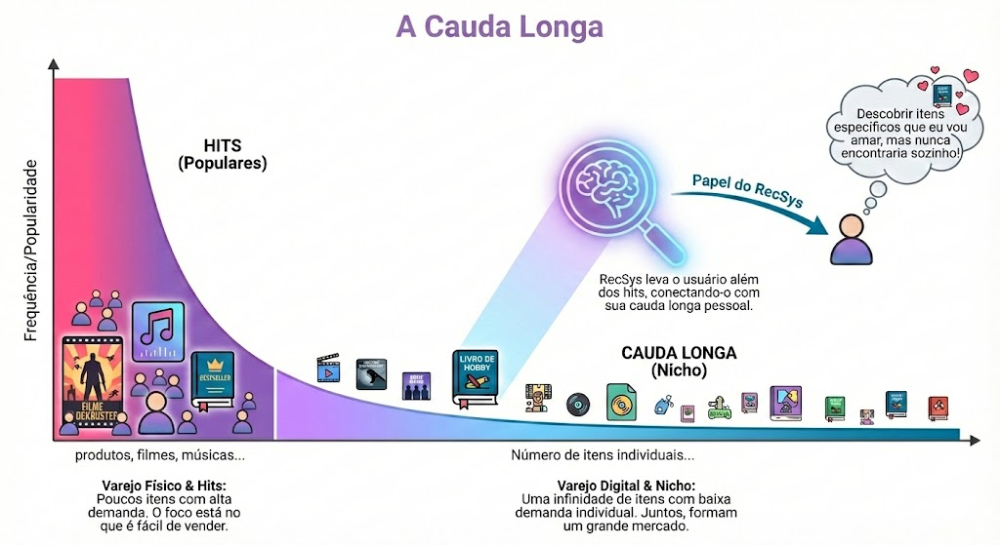 A Cauda Longa
Frequência/Popularidade
HITS
(Populares)
Papel do RecSys
Descobrir itens
específicos que eu vou
amar, mas nunca
encontraria sozinho!
RecSys leva o usuário além
dos hits, conectando-o com
sua cauda longa pessoal.
CAUDA LONGA
(Nicho)
LIVRO DE
HOBBY
BESTSELLER
FILME
DEKRUSTER
produtos, filmes, músicas...
Número de itens individuais...
Varejo Físico & Hits:
Poucos itens com alta
demanda. O foco está no
que é fácil de vender.
Varejo Digital & Nicho:
Uma infinidade de itens com baixa
demanda individual. Juntos, formam
um grande mercado.